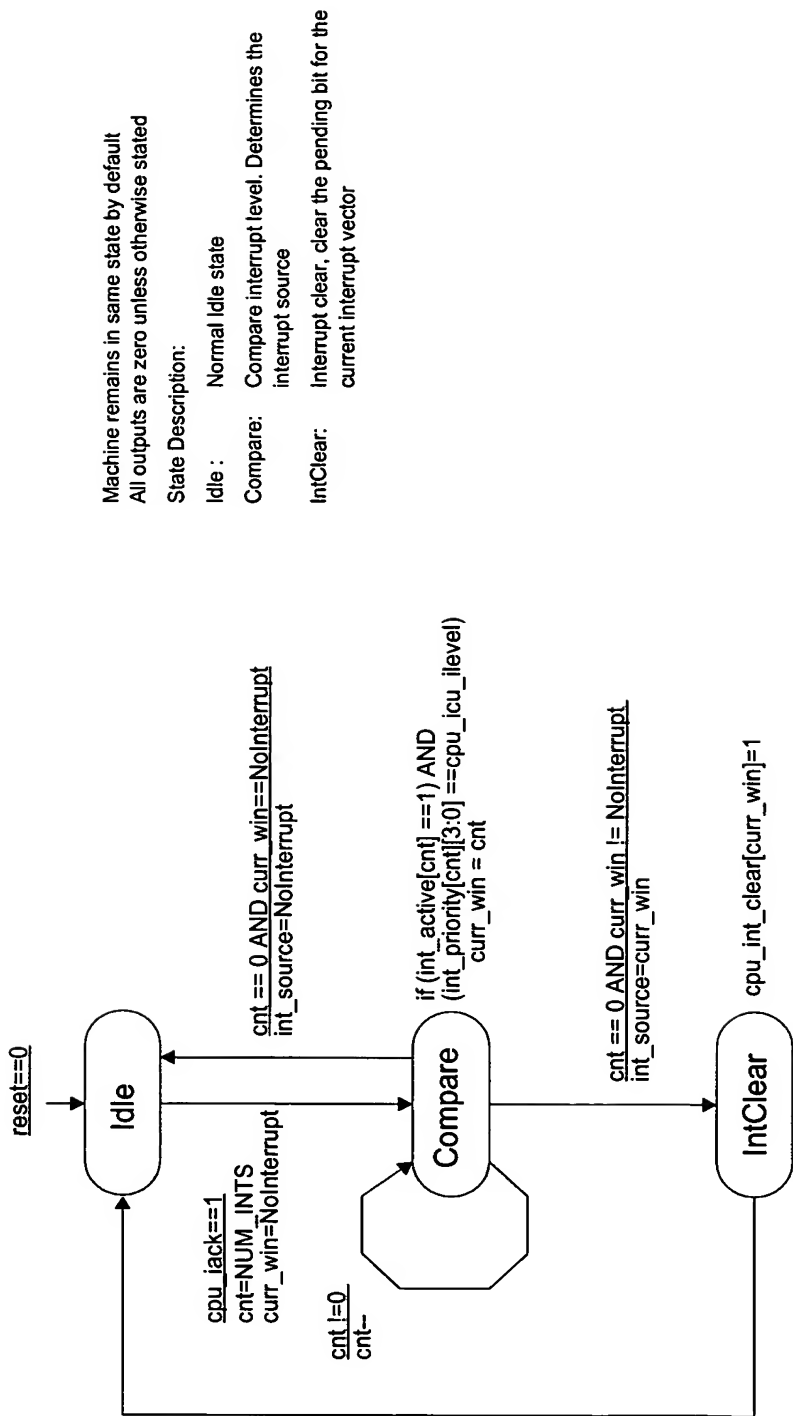 reset==0
Idle
cpu_iack==1
cnt=NUM_INTS
curr_win=NoInterrupt
cnt == 0 AND curr_win==NoInterrupt
int_source=NoInterrupt
cnt !=0
cnt--
Compare
if (int_active[cnt] ==1) AND
(int_priority[cnt][3:0] ==cpu_icu_ilevel)
curr_win = cnt
cnt == 0 AND curr_win != NoInterrupt
int_source=curr_win
IntClear
cpu_int_clear[curr_win]=1
Machine remains in same state by default
All outputs are zero unless otherwise stated
State Description:
Idle : Normal Idle state
Compare: Compare interrupt level. Determines the
interrupt source
IntClear: Interrupt clear, clear the pending bit for the
current interrupt vector